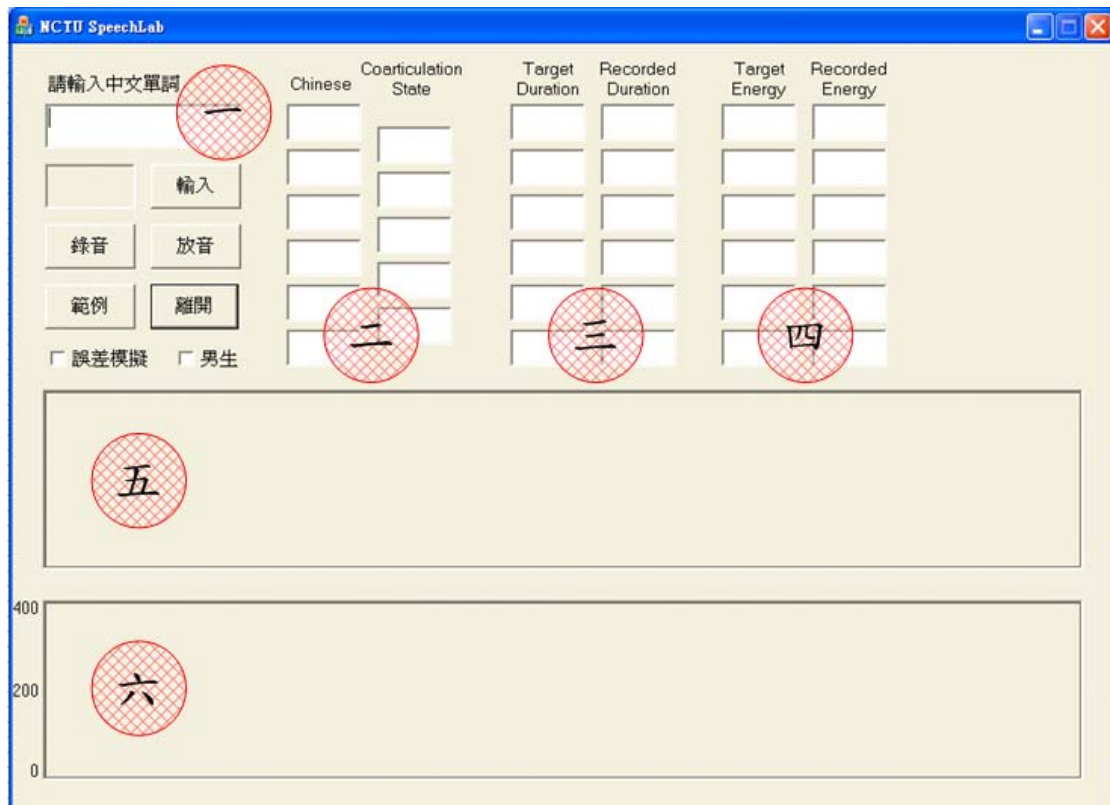 NCTU SpeechLab
請輸入中文單詞
一
輸入
錄音
放音
範例
離開
誤差模擬
男生
Chinese
Coarticulation
State
二
Target
Duration
Recorded
Duration
三
Target
Energy
Recorded
Energy
四
五
400
200
0
六